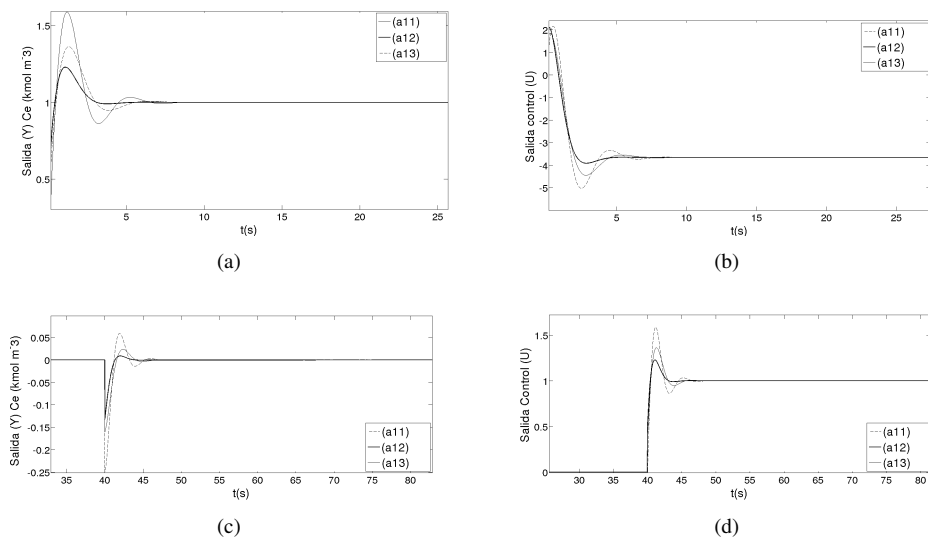 1.5
1
0.5
Salida (Y) Ce (kmol m^-3)
(a11)
(a12)
(a13)
5
10
15
20
25
t(s)
(a)
2
1
0
-1
-2
-3
-4
-5
Salida control (U)
(a11)
(a12)
(a13)
5
10
15
20
25
t(s)
(b)
0.05
0
-0.05
-0.1
-0.15
-0.2
-0.25
Salida (Y) Ce (kmol m^-3)
(a11)
(a12)
(a13)
35
40
45
50
55
60
65
70
75
80
t(s)
(c)
1.5
1
0.5
0
Salida Control (U)
(a11)
(a12)
(a13)
30
35
40
45
50
55
60
65
70
75
80
t(s)
(d)